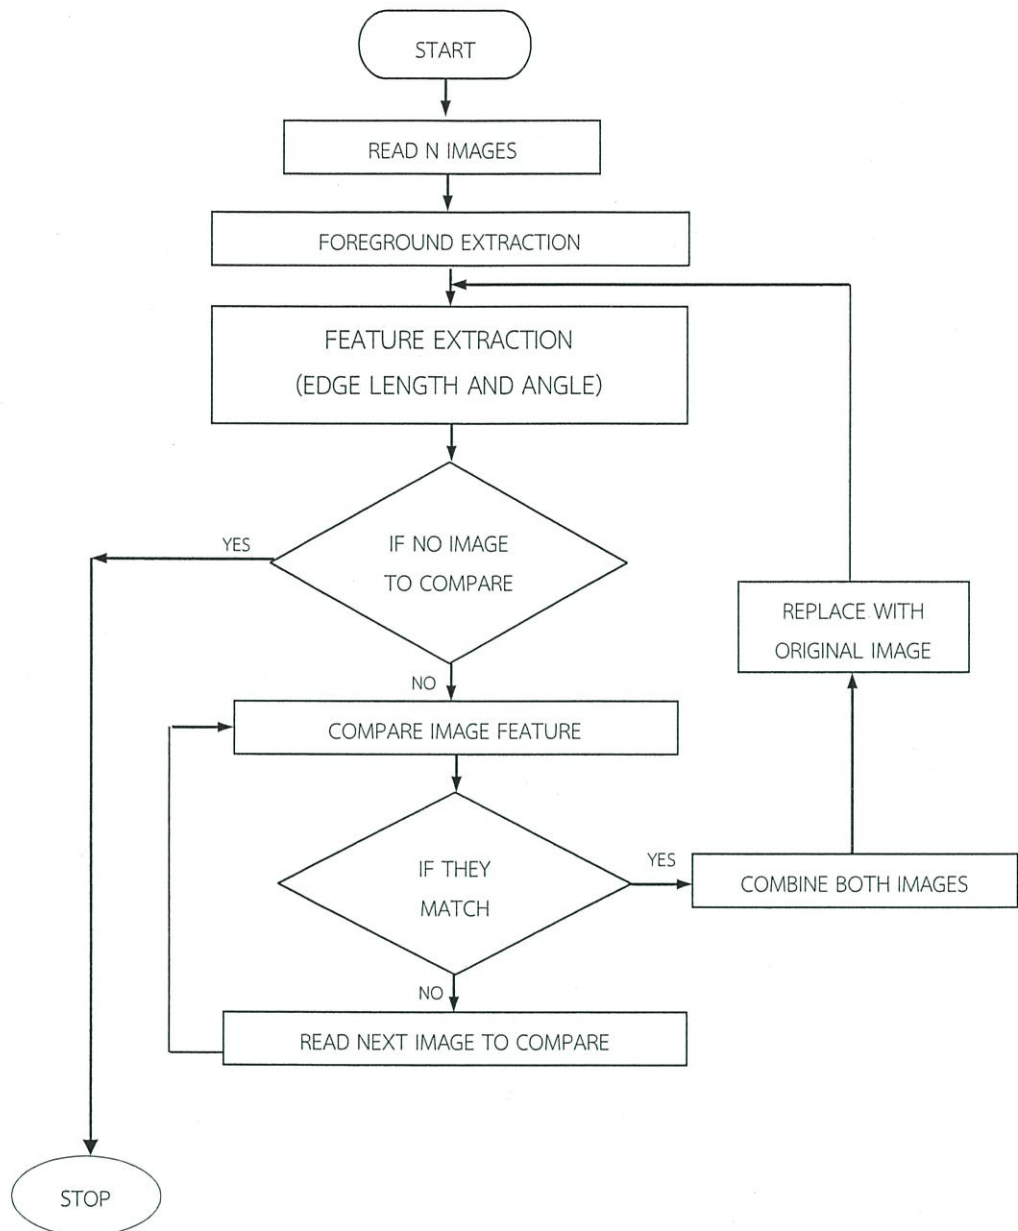 START
READ N IMAGES
FOREGROUND EXTRACTION
FEATURE EXTRACTION
(EDGE LENGTH AND ANGLE)
YES
IF NO IMAGE
TO COMPARE
REPLACE WITH
ORIGINAL IMAGE
NO
COMPARE IMAGE FEATURE
IF THEY
MATCH
YES
COMBINE BOTH IMAGES
NO
READ NEXT IMAGE TO COMPARE
STOP